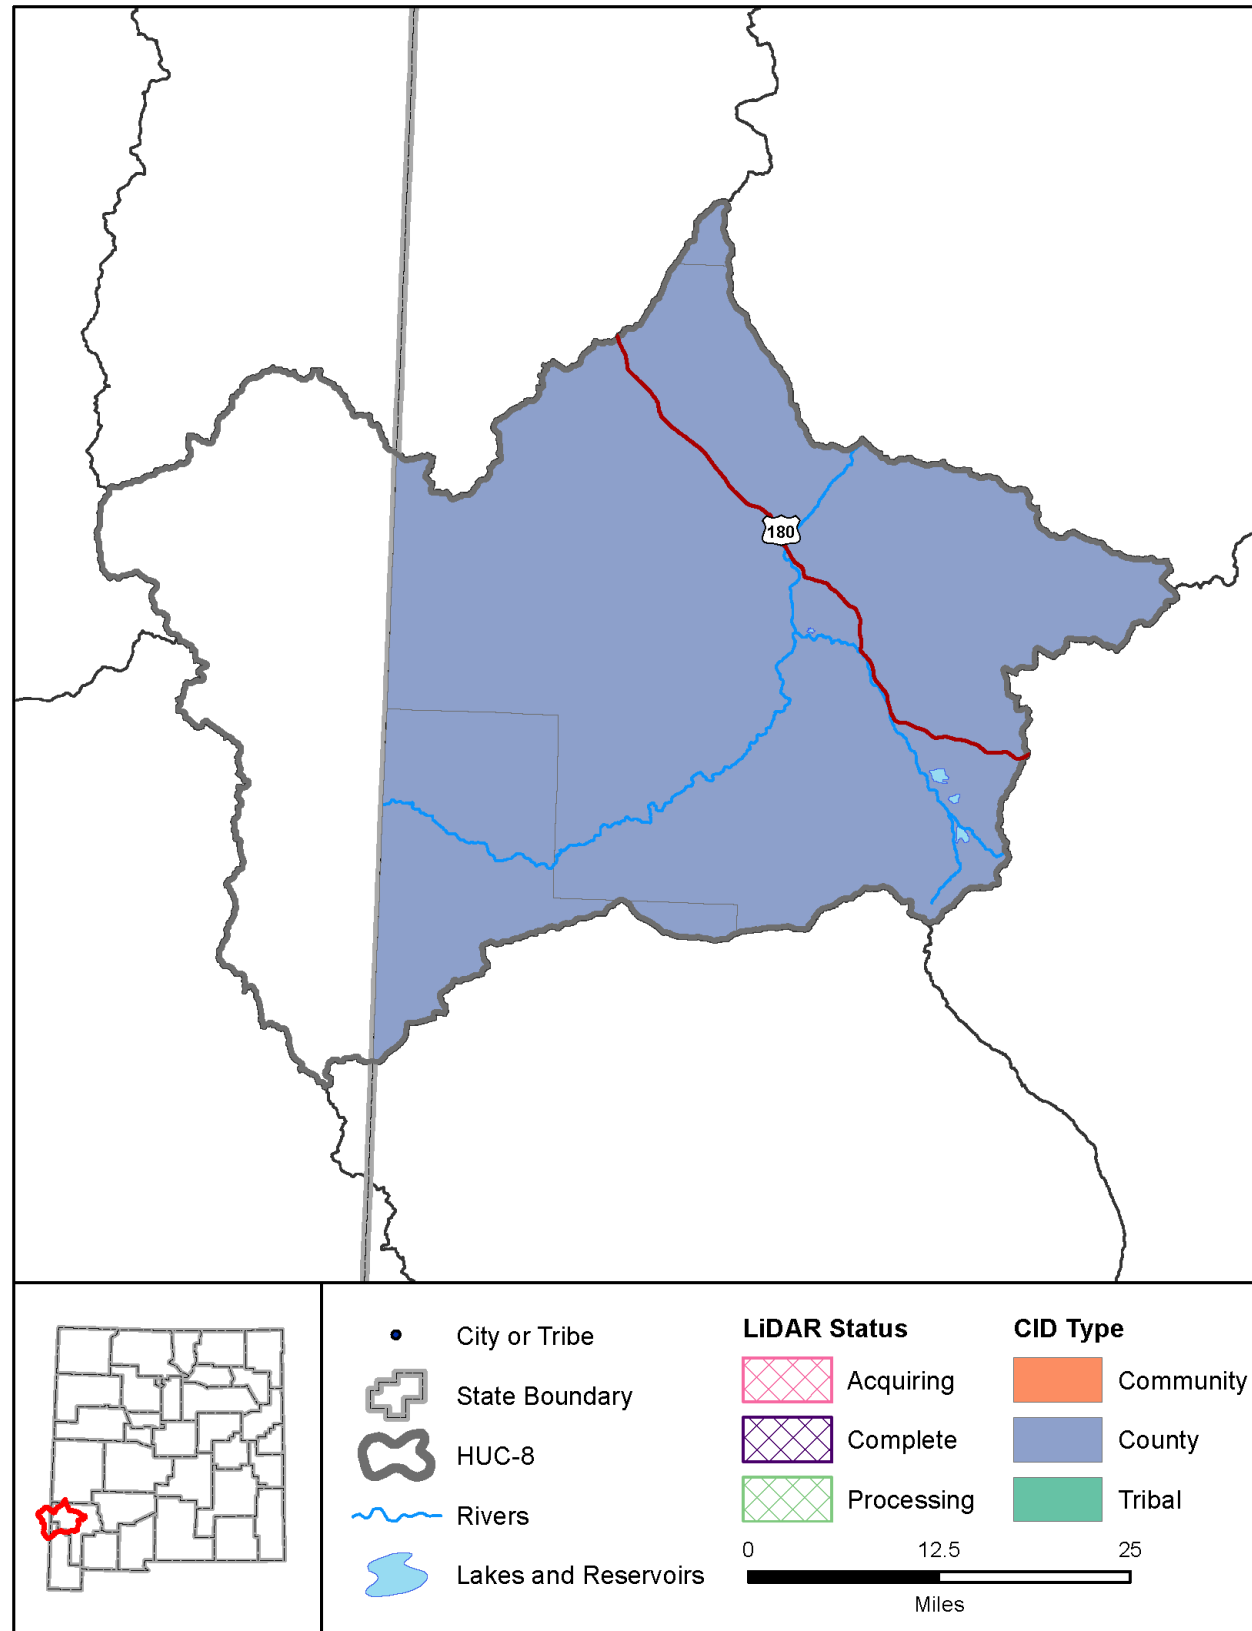 180
City or Tribe
State Boundary
HUC-8
Rivers
Lakes and Reservoirs
LiDAR Status
Acquiring
Complete
Processing
CID Type
Community
County
Tribal
0 12.5 25
Miles